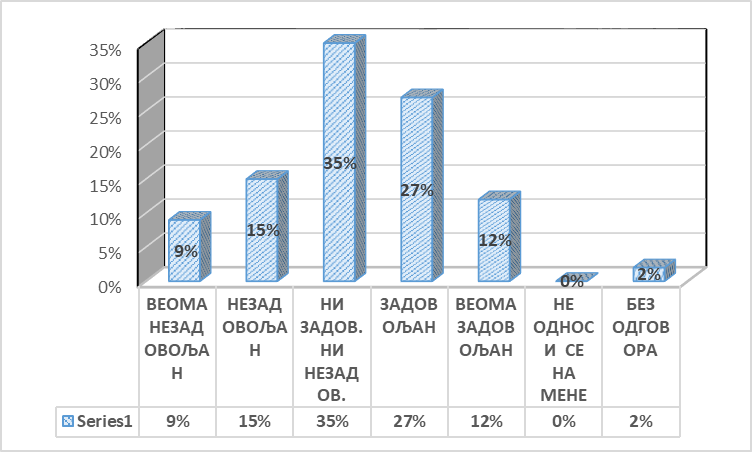 35%
30%
25%
20%
15%
10%
5%
0%
9%
15%
35%
27%
12%
0%
2%
ВЕОМА
НЕЗАД
ОВОЉА
Н
НЕЗАД
ОВОЉА
Н
НИ
ЗАДОВ.
НИ
НЕЗАД
ОВ.
ЗАДОВ
ОЉАН
ВЕОМА
ЗАДОВ
ОЉАН
НЕ
ОДНОС
И СЕ
НА
МЕНЕ
БЕЗ
ОДГОВ
ОРА
Series1 9% 15% 35% 27% 12% 0% 2%